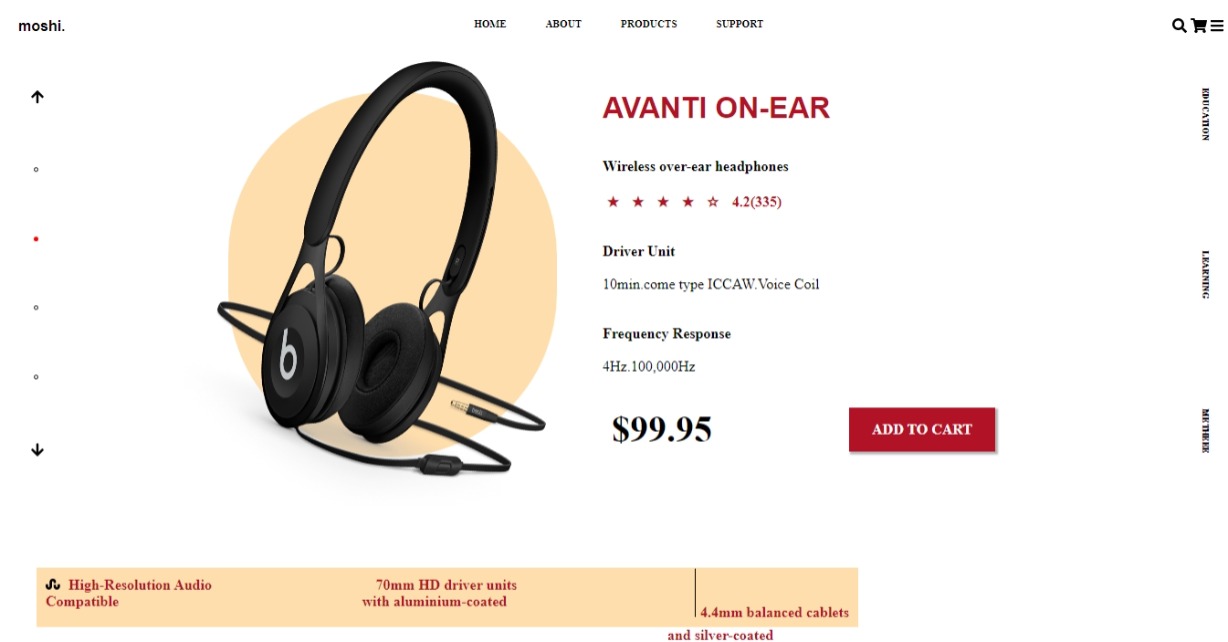 moshi.
HOME ABOUT PRODUCTS SUPPORT
AVANTI ON-EAR
Wireless over-ear headphones
★ ★ ★ ★ ☆ 4.2(335)
Driver Unit
10min.come type ICCAW.Voice Coil
Frequency Response
4Hz.100,000Hz
$99.95
ADD TO CART
EDUCATION
LEARNING
b
High-Resolution Audio
Compatible
70mm HD driver units
with aluminium-coated
4.4mm balanced cablets
and silver-coated